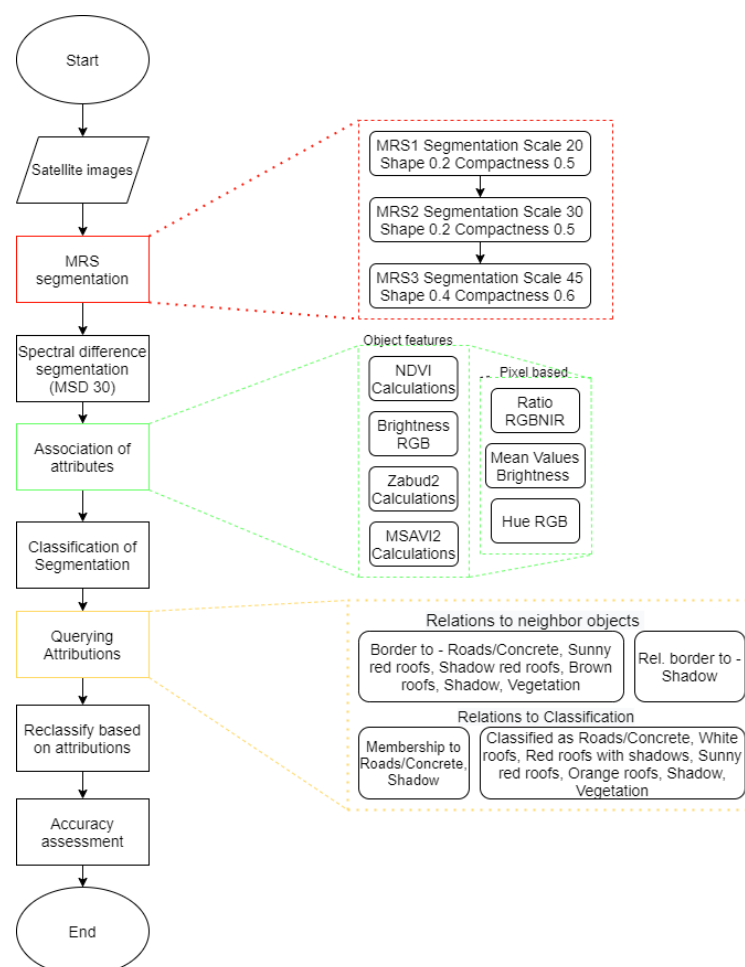 Start
Satellite images
MRS
segmentation
MRS1 Segmentation Scale 20
Shape 0.2 Compactness 0.5
MRS2 Segmentation Scale 30
Shape 0.2 Compactness 0.5
MRS3 Segmentation Scale 45
Shape 0.4 Compactness 0.6
Spectral difference
segmentation
(MSD 30)
Association of
attributes
Object features
NDVI
Calculations
Brightness
RGB
Zabud2
Calculations
MSAVI2
Calculations
Pixel based
Ratio
RGBNIR
Mean Values
Brightness
Hue RGB
Classification of
Segmentation
Querying
Attributions
Relations to neighbor objects
Border to - Roads/Concrete, Sunny
red roofs, Shadow red roofs, Brown
roofs, Shadow, Vegetation
Rel. border to -
Shadow
Relations to Classification
Membership to
Roads/Concrete,
Shadow
Classified as Roads/Concrete, White
roofs, Red roofs with shadows, Sunny
red roofs, Orange roofs, Shadow,
Vegetation
Reclassify based
on attributions
Accuracy
assessment
End